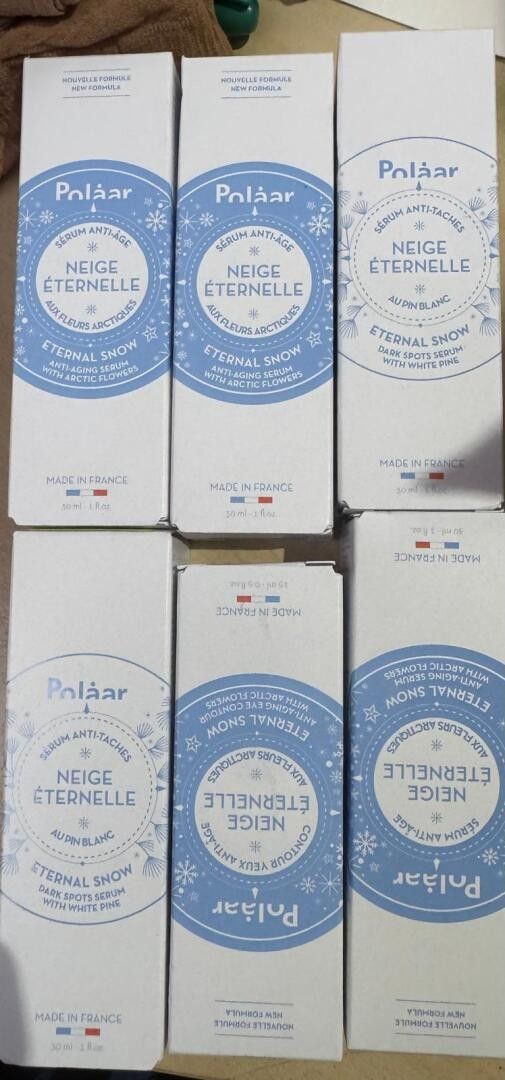 NOUVELLE FORMULE
NEW FORMULA
Polåar
SÉRUM ANTI-ÂGE
NEIGE
ÉTERNELLE
AUX FLEURS ARCTIQUES
ETERNAL SNOW
ANTI-AGING SERUM
WITH ARCTIC FLOWERS
MADE IN FRANCE
30 ml - 1 fl.oz
NOUVELLE FORMULE
NEW FORMULA
Polåar
SÉRUM ANTI-ÂGE
NEIGE
ÉTERNELLE
AUX FLEURS ARCTIQUES
ETERNAL SNOW
ANTI-AGING SERUM
WITH ARCTIC FLOWERS
MADE IN FRANCE
30 ml - 1 fl.oz
Polåar
SÉRUM ANTI-TACHES
NEIGE
ÉTERNELLE
AU PIN BLANC
ETERNAL SNOW
DARK SPOTS SERUM
WITH WHITE PINE
MADE IN FRANCE
30 ml - 1 fl.oz
Polåar
SÉRUM ANTI-TACHES
NEIGE
ÉTERNELLE
AU PIN BLANC
ETERNAL SNOW
DARK SPOTS SERUM
WITH WHITE PINE
MADE IN FRANCE
30 ml - 1 fl.oz
NOUVELLE FORMULE
NEW FORMULA
Polåar
CONTOUR YEUX ANTI-ÂGE
NEIGE
ÉTERNELLE
AUX FLEURS ARCTIQUES
ETERNAL SNOW
ANTI-AGING EYE CONTOUR
WITH ARCTIC FLOWERS
MADE IN FRANCE
15 ml - 0.5 fl.oz
NOUVELLE FORMULE
NEW FORMULA
Polåar
SÉRUM ANTI-ÂGE
NEIGE
ÉTERNELLE
AUX FLEURS ARCTIQUES
ETERNAL SNOW
ANTI-AGING SERUM
WITH ARCTIC FLOWERS
MADE IN FRANCE
30 ml - 1 fl.oz